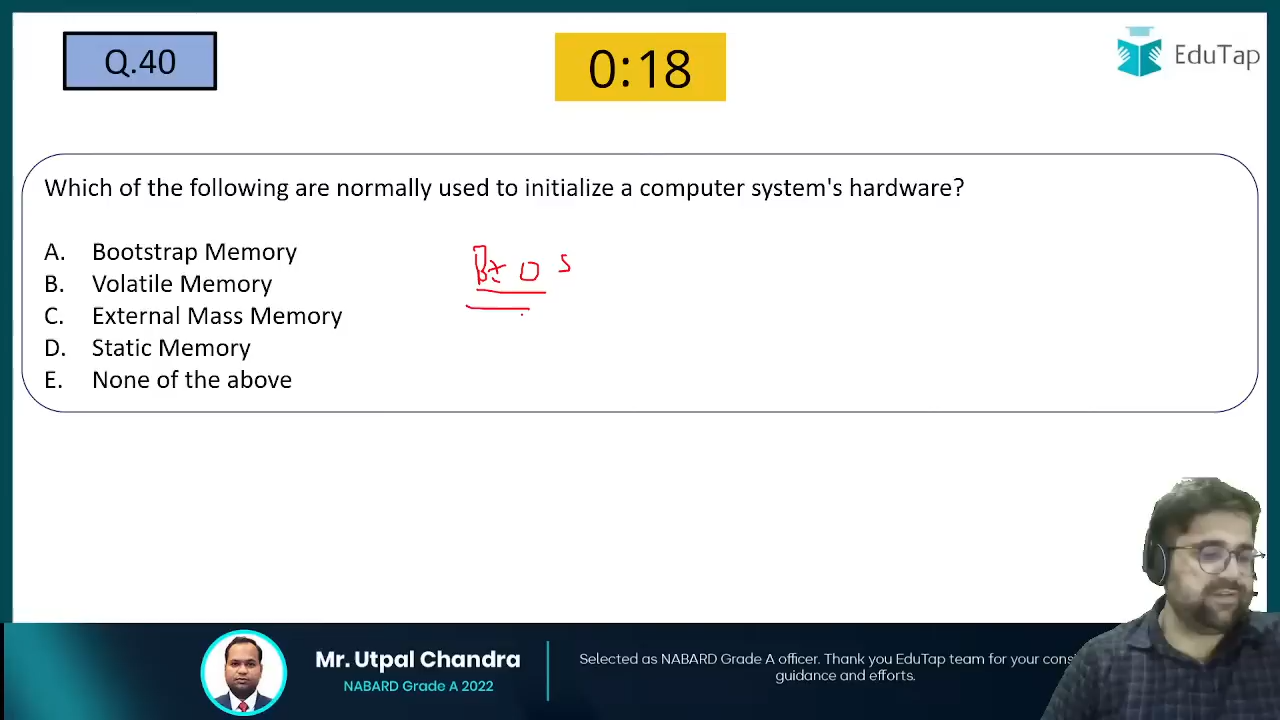 Q.40
0:18
EduTap
Which of the following are normally used to initialize a computer system's hardware?
A. Bootstrap Memory
B. Volatile Memory
C. External Mass Memory
D. Static Memory
E. None of the above
BIOS
Mr. Utpal Chandra
NABARD Grade A 2022
Selected as NABARD Grade A officer. Thank you EduTap team for your
guidance and efforts.